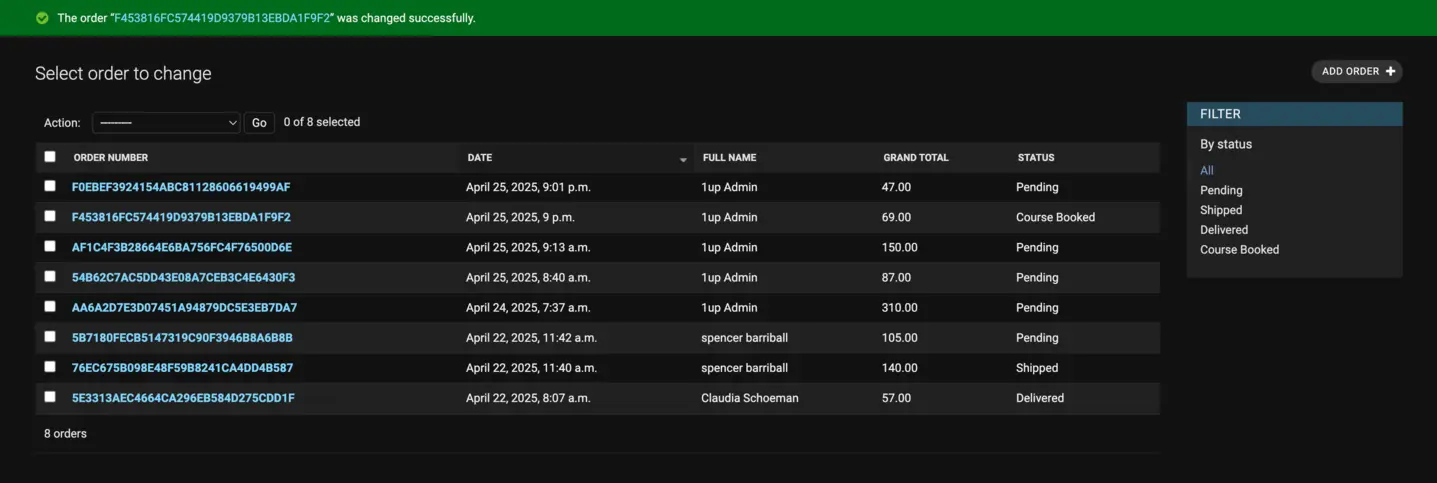 The order “F453816FC574419D9379B13EBDA1F9F2” was changed successfully.
Select order to change
ADD ORDER
Action: --------- Go 0 of 8 selected
ORDER NUMBER DATE FULL NAME GRAND TOTAL STATUS
F0EBEF3924154ABC81128606619499AF April 25, 2025, 9:01 p.m. 1up Admin 47.00 Pending
F453816FC574419D9379B13EBDA1F9F2 April 25, 2025, 9 p.m. 1up Admin 69.00 Course Booked
AF1C4F3B28664E6BA756FC4F76500D6E April 25, 2025, 9:13 a.m. 1up Admin 150.00 Pending
54B62C7AC5DD43E08A7CEB3C4E6430F3 April 25, 2025, 8:40 a.m. 1up Admin 87.00 Pending
AA6A2D7E3D07451A94879DC5E3EB7DA7 April 24, 2025, 7:37 a.m. 1up Admin 310.00 Pending
5B7180FECB5147319C90F3946B8A6B8B April 22, 2025, 11:42 a.m. spencer barriball 105.00 Pending
76EC675B098E48F59B8241CA4DD4B587 April 22, 2025, 11:40 a.m. spencer barriball 140.00 Shipped
5E3313AEC4664CA296EB584D275CDD1F April 22, 2025, 8:07 a.m. Claudia Schoeman 57.00 Delivered
8 orders
FILTER
By status
All
Pending
Shipped
Delivered
Course Booked